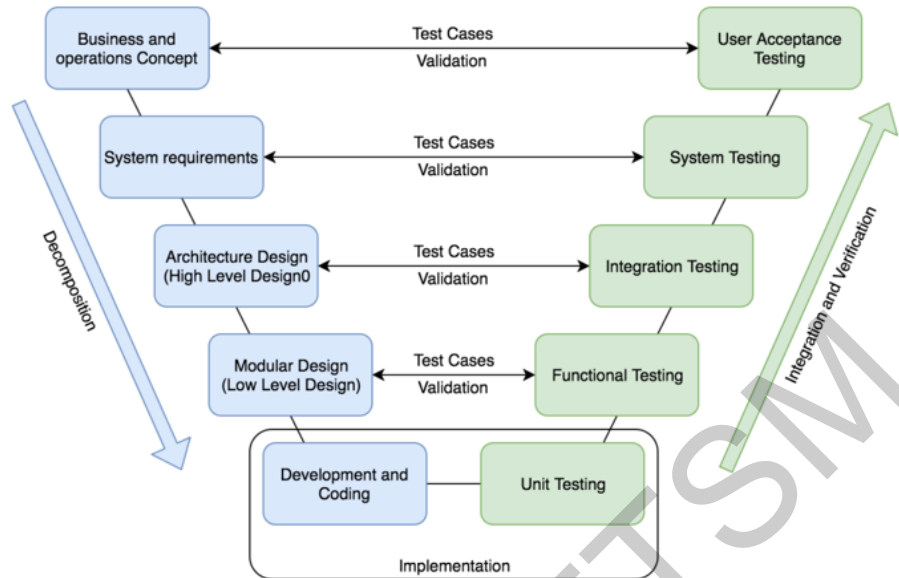 Business and
operations Concept
Test Cases
Validation
User Acceptance
Testing
System requirements
Test Cases
Validation
System Testing
Architecture Design
(High Level Design0
Test Cases
Validation
Integration Testing
Modular Design
(Low Level Design)
Test Cases
Validation
Functional Testing
Decomposition
Integration and Verification
Development and
Coding
Unit Testing
Implementation
TSM